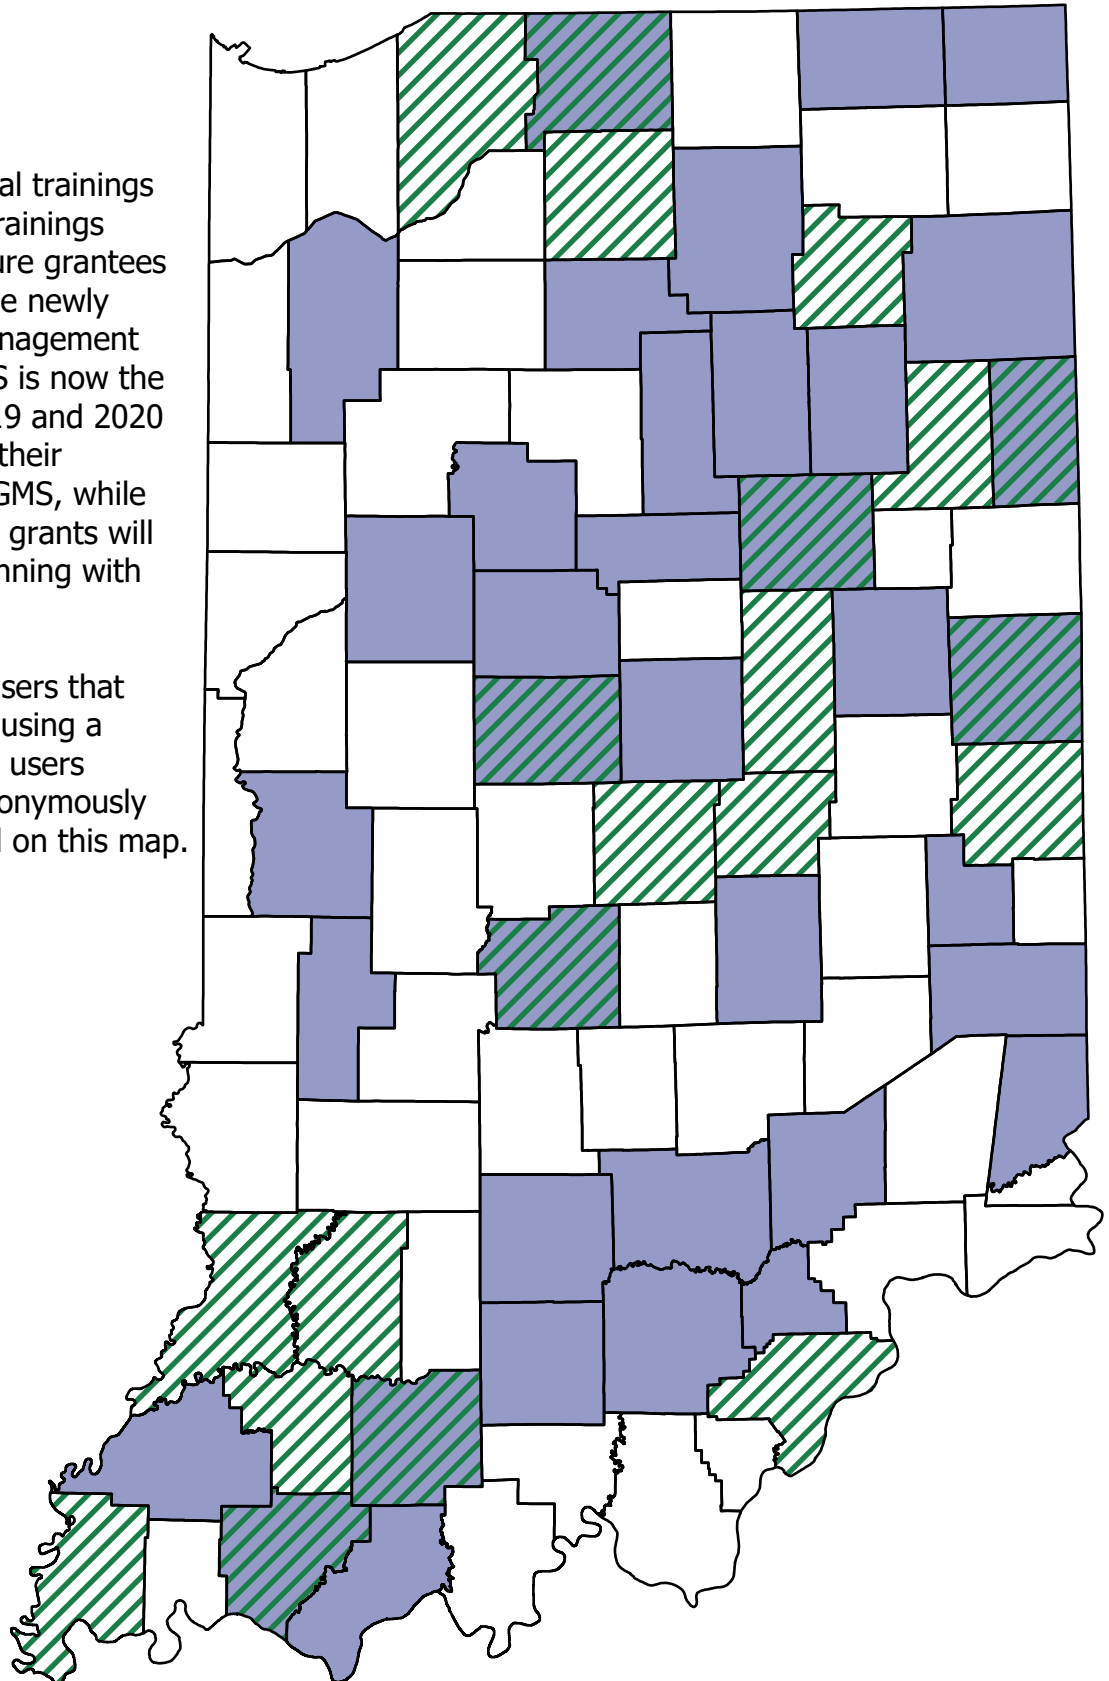 al trainings
rainings
ure grantees
e newly
nagement
S is now the
19 and 2020
their
GMS, while
grants will
nning with
sers that
using a
users
onymously
on this map.